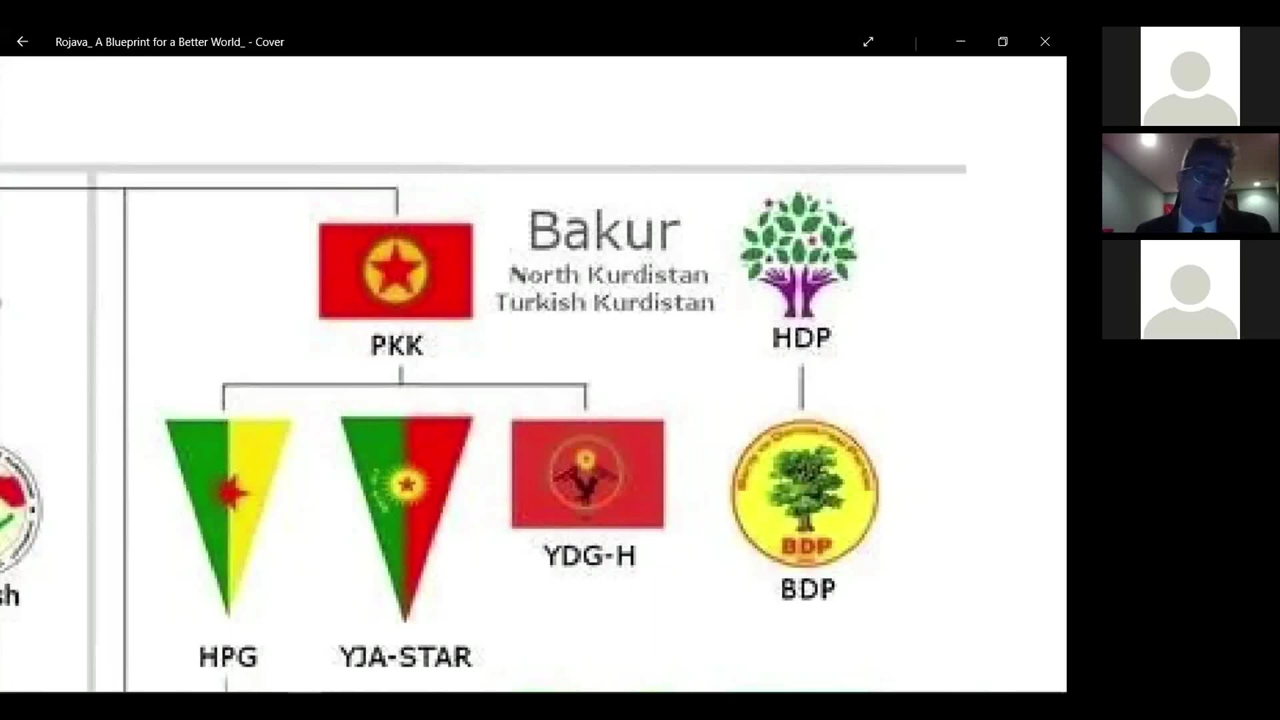 Rojava_ A Blueprint for a Better World_ - Cover
Bakur
North Kurdistan
Turkish Kurdistan
PKK
HDP
BDP
YDG-H
BDP
HPG
YJA-STAR
sh